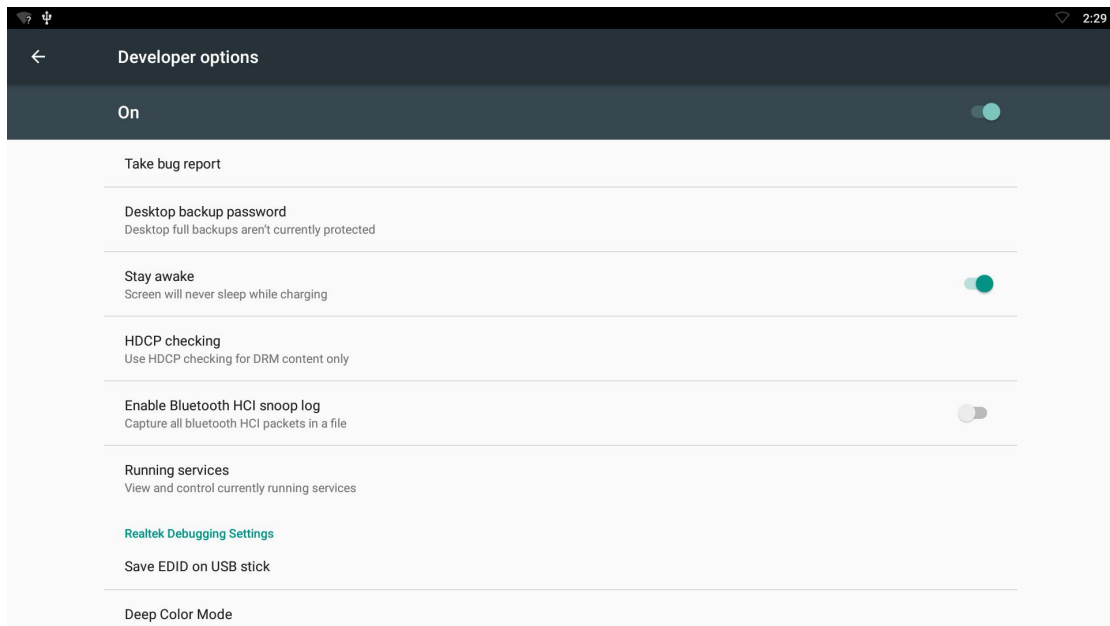 2:29
Developer options
On
Take bug report
Desktop backup password
Desktop full backups aren't currently protected
Stay awake
Screen will never sleep while charging
HDCP checking
Use HDCP checking for DRM content only
Enable Bluetooth HCI snoop log
Capture all bluetooth HCI packets in a file
Running services
View and control currently running services
Realtek Debugging Settings
Save EDID on USB stick
Deep Color Mode